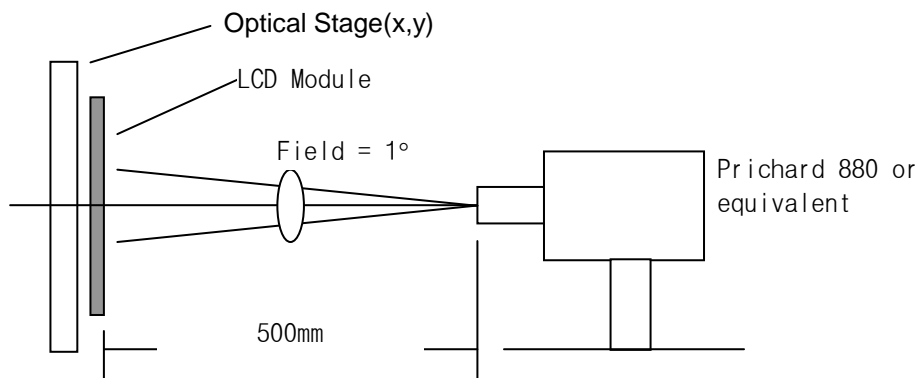 Optical Stage(x,y)
LCD Module
Field = 1°
Prichard 880 or
equivalent
500mm